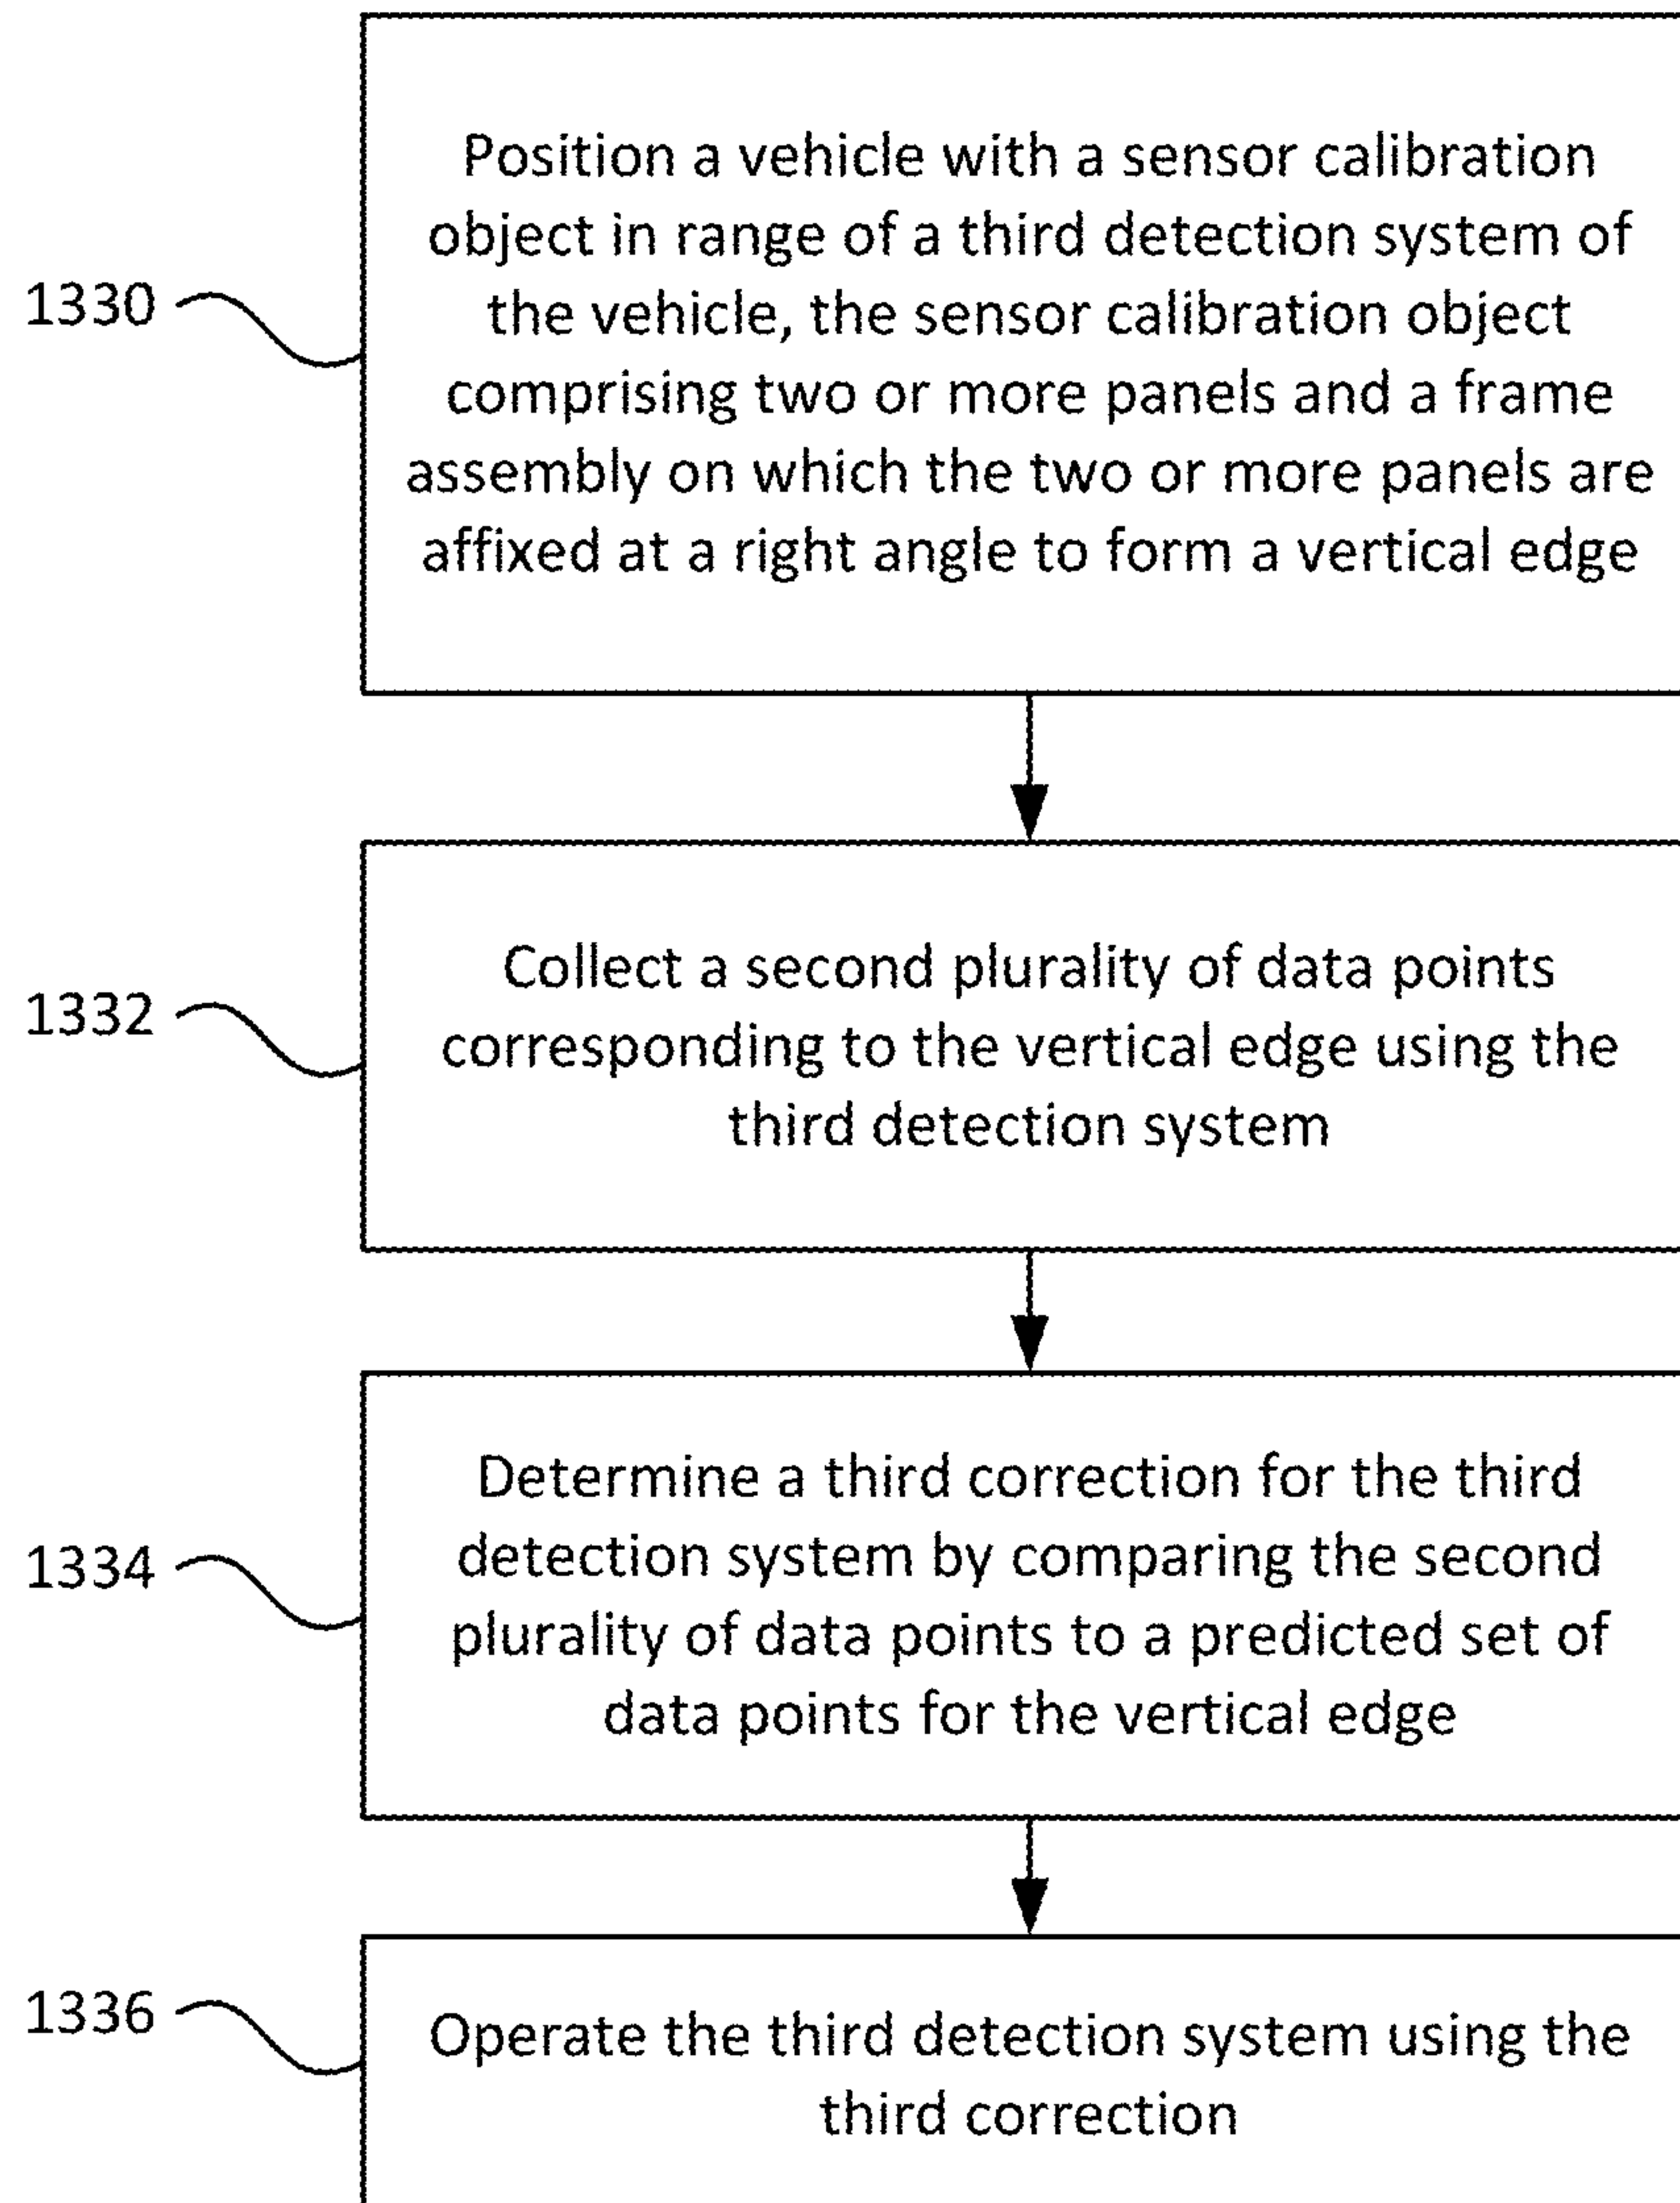 1330
Position a vehicle with a sensor calibration
object in range of a third detection system of
the vehicle, the sensor calibration object
comprising two or more panels and a frame
assembly on which the two or more panels are
affixed at a right angle to form a vertical edge
1332
Collect a second plurality of data points
corresponding to the vertical edge using the
third detection system
1334
Determine a third correction for the third
detection system by comparing the second
plurality of data points to a predicted set of
data points for the vertical edge
1336
Operate the third detection system using the
third correction